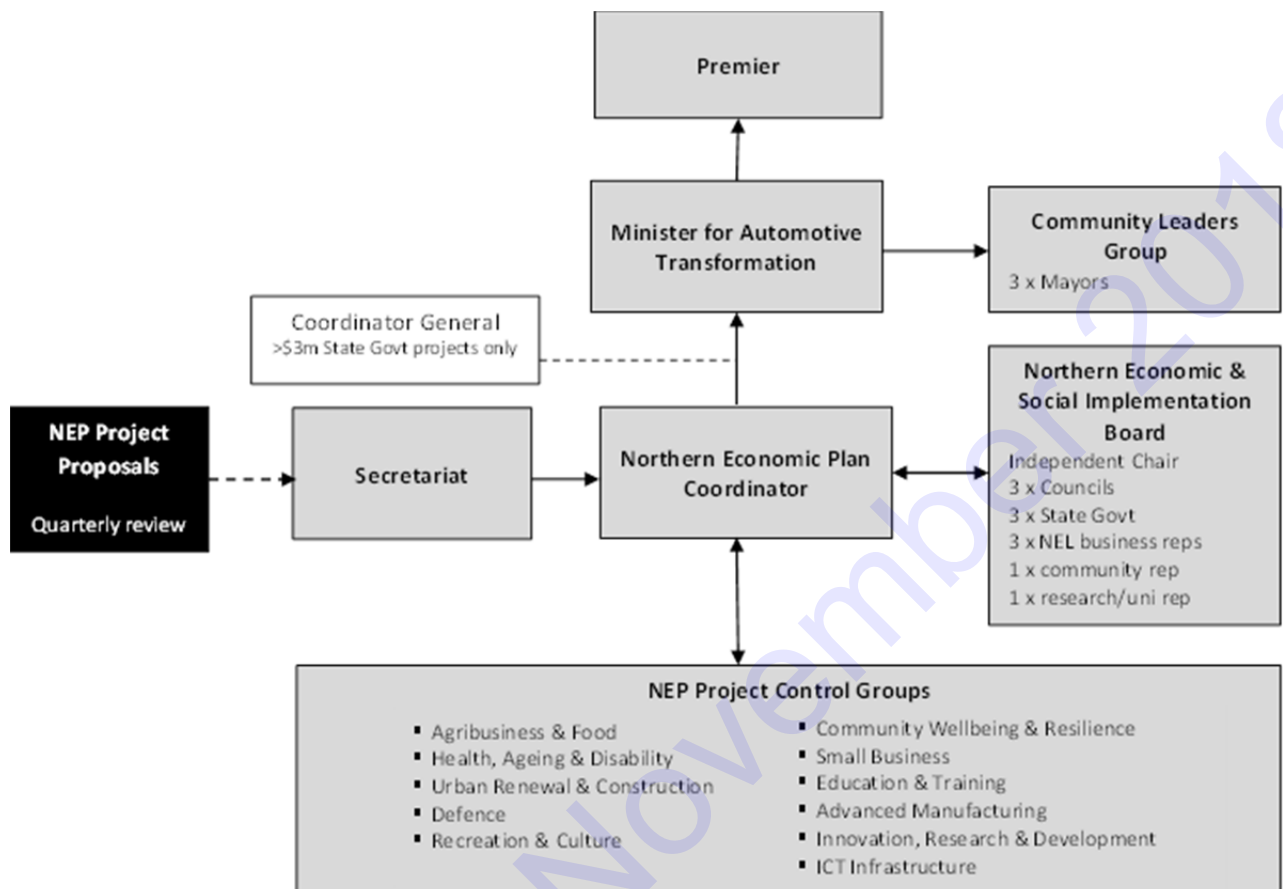 Premier
Minister for Automotive
Transformation
Community Leaders
Group
3 x Mayors
Coordinator General
>$3m State Govt projects only
Northern Economic &
Social Implementation
Board
Independent Chair
3 x Councils
3 x State Govt
3 x NEL business reps
1 x community rep
1 x research/uni rep
NEP Project
Proposals
Quarterly review
Secretariat
Northern Economic Plan
Coordinator
NEP Project Control Groups
▪ Agribusiness & Food
▪ Health, Ageing & Disability
▪ Urban Renewal & Construction
▪ Defence
▪ Recreation & Culture
▪ Community Wellbeing & Resilience
▪ Small Business
▪ Education & Training
▪ Advanced Manufacturing
▪ Innovation, Research & Development
▪ ICT Infrastructure
November